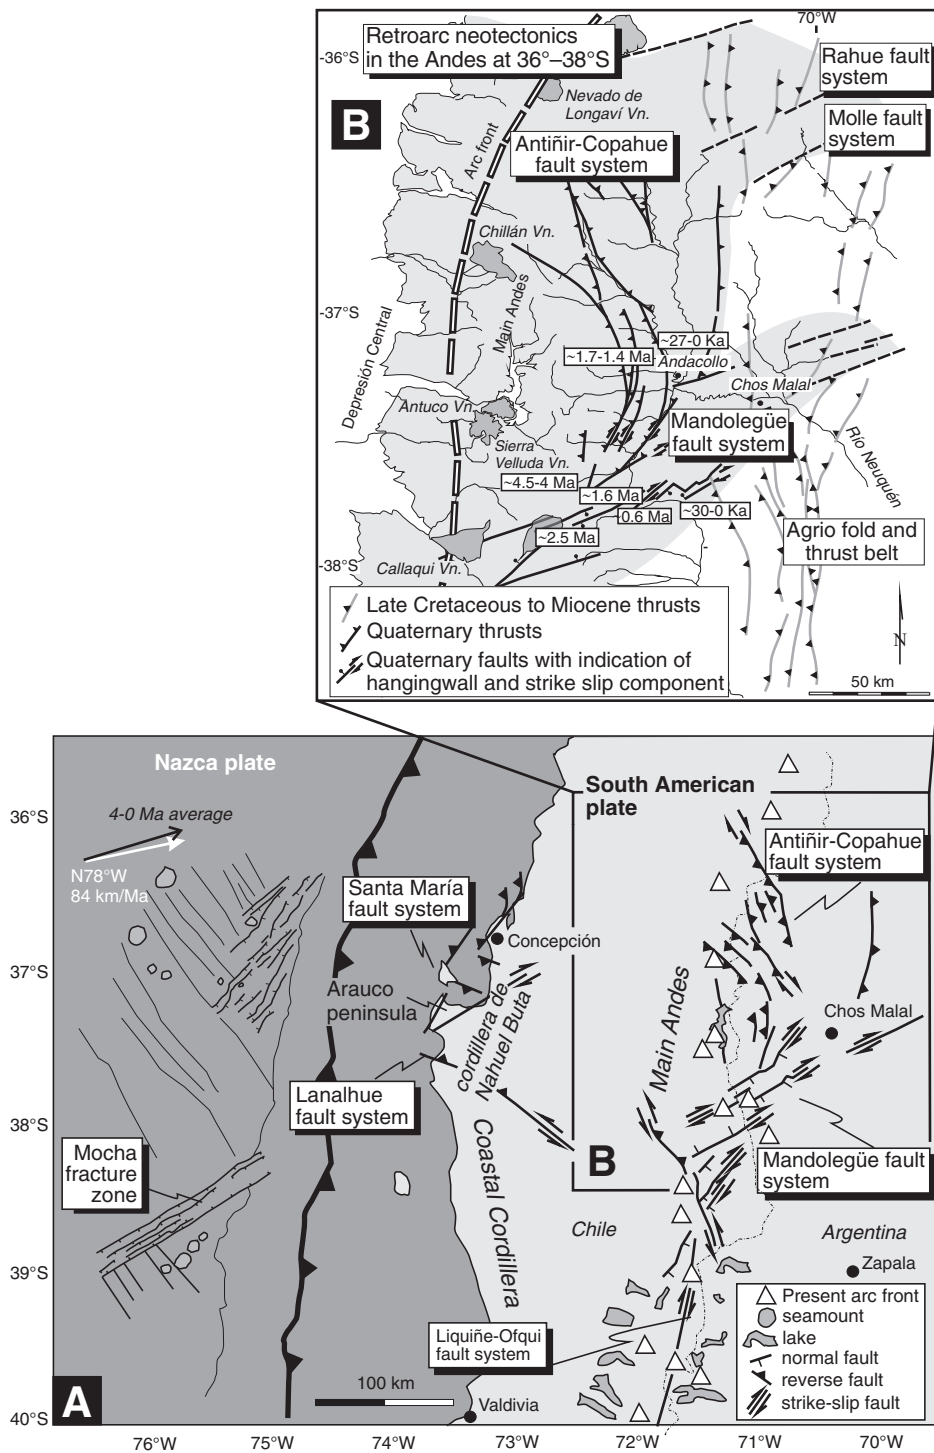 70°W
Retroarc neotectonics
in the Andes at 36°–38°S
-36°S
Rahue fault
system
B
Nevado de
Longaví Vn.
Molle fault
system
Arc front
Antiñir-Copahue
fault system
Chillán Vn.
Main Andes
-37°S
Depresión Central
~27-0 Ka
~1.7-1.4 Ma
Andacollo
Chos Malal
Antuco Vn.
Mandolegüe
fault system
Río Neuquén
Sierra
Velluda Vn.
~4.5-4 Ma
~1.6 Ma
~30-0 Ka
~0.6 Ma
~2.5 Ma
Agrio fold and
thrust belt
Callaqui Vn.
-38°S
Late Cretaceous to Miocene thrusts
Quaternary thrusts
Quaternary faults with indication of
hangingwall and strike slip component
N
50 km
Nazca plate
South American
plate
36°S
4-0 Ma average
N78°W
84 km/Ma
Antiñir-Copahue
fault system
Santa María
fault system
Concepción
37°S
Arauco
peninsula
cordillera de
Nahuel Buta
Main Andes
Chos Malal
Lanalhue
fault system
38°S
Mocha
fracture
zone
Coastal Cordillera
B
Mandolegüe fault
system
Chile
Argentina
39°S
Zapala
Present arc front
seamount
lake
normal fault
reverse fault
strike-slip fault
Liquiñe-Ofqui
fault system
100 km
A
Valdivia
40°S
76°W
75°W
74°W
73°W
72°W
71°W
70°W